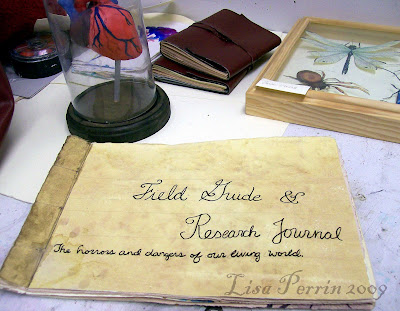 Field Guide &
Research Journal
The horrors and dangers of our living world.
Lisa Perrin 2009